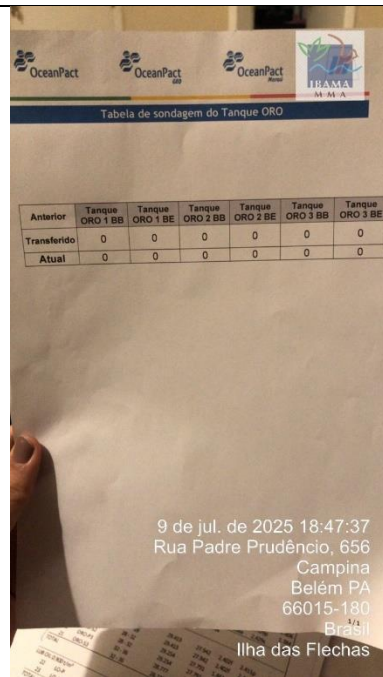 OceanPact
OceanPact
GEO
OceanPact
IBAMA
M M A
Tabela de sondagem do Tanque ORO
Anterior Tanque ORO 1 BB Tanque ORO 1 BE Tanque ORO 2 BB Tanque ORO 2 BE Tanque ORO 3 BB Tanque ORO 3 BE
Transferido 0 0 0 0 0 0
Atual 0 0 0 0 0 0
9 de jul. de 2025 18:47:37
Rua Padre Prudêncio, 656
Campina
Belém PA
66015-180
1/1
Brasil
Ilha das Flechas